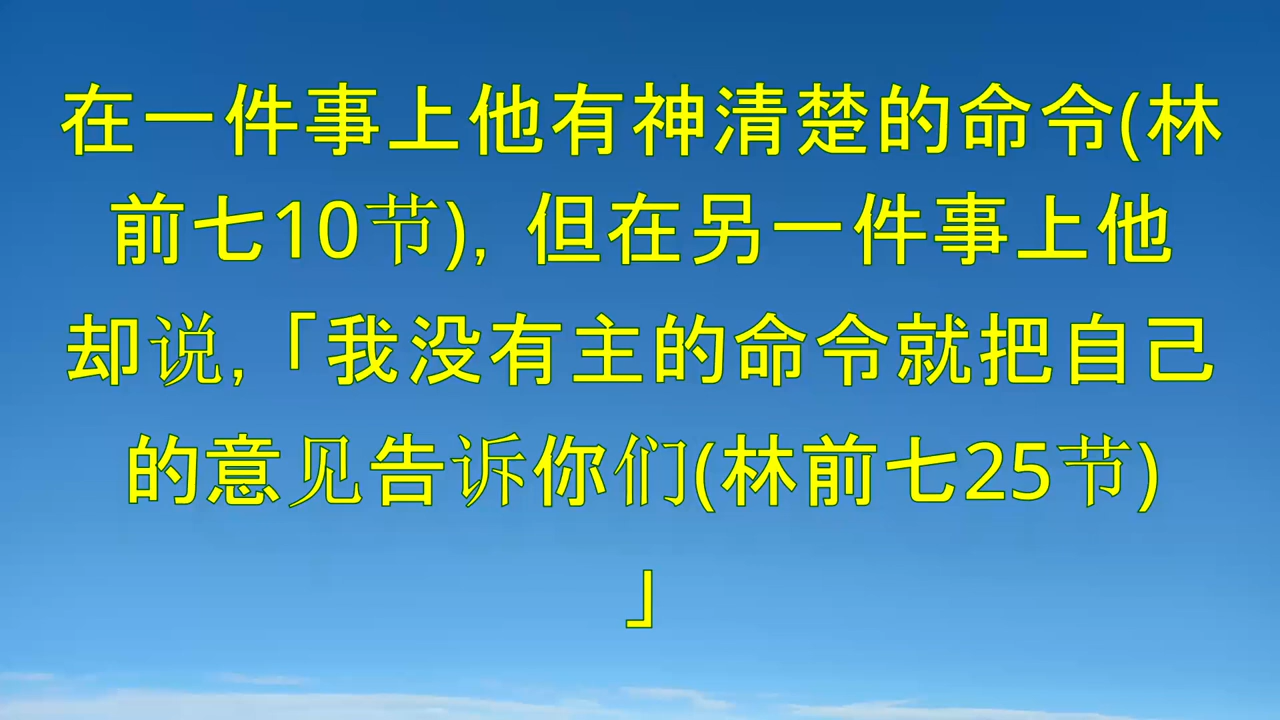 在一件事上他有神清楚的命令(林
前七10节), 但在另一件事上他
却说,「我没有主的命令就把自己
的意见告诉你们(林前七25节)
」